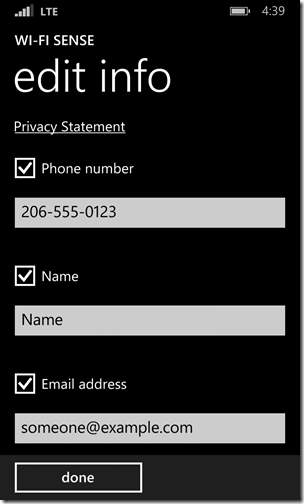 LTE 4:39
WI-FI SENSE
edit info
Privacy Statement
Phone number
206-555-0123
Name
Name
Email address
someone@example.com
done